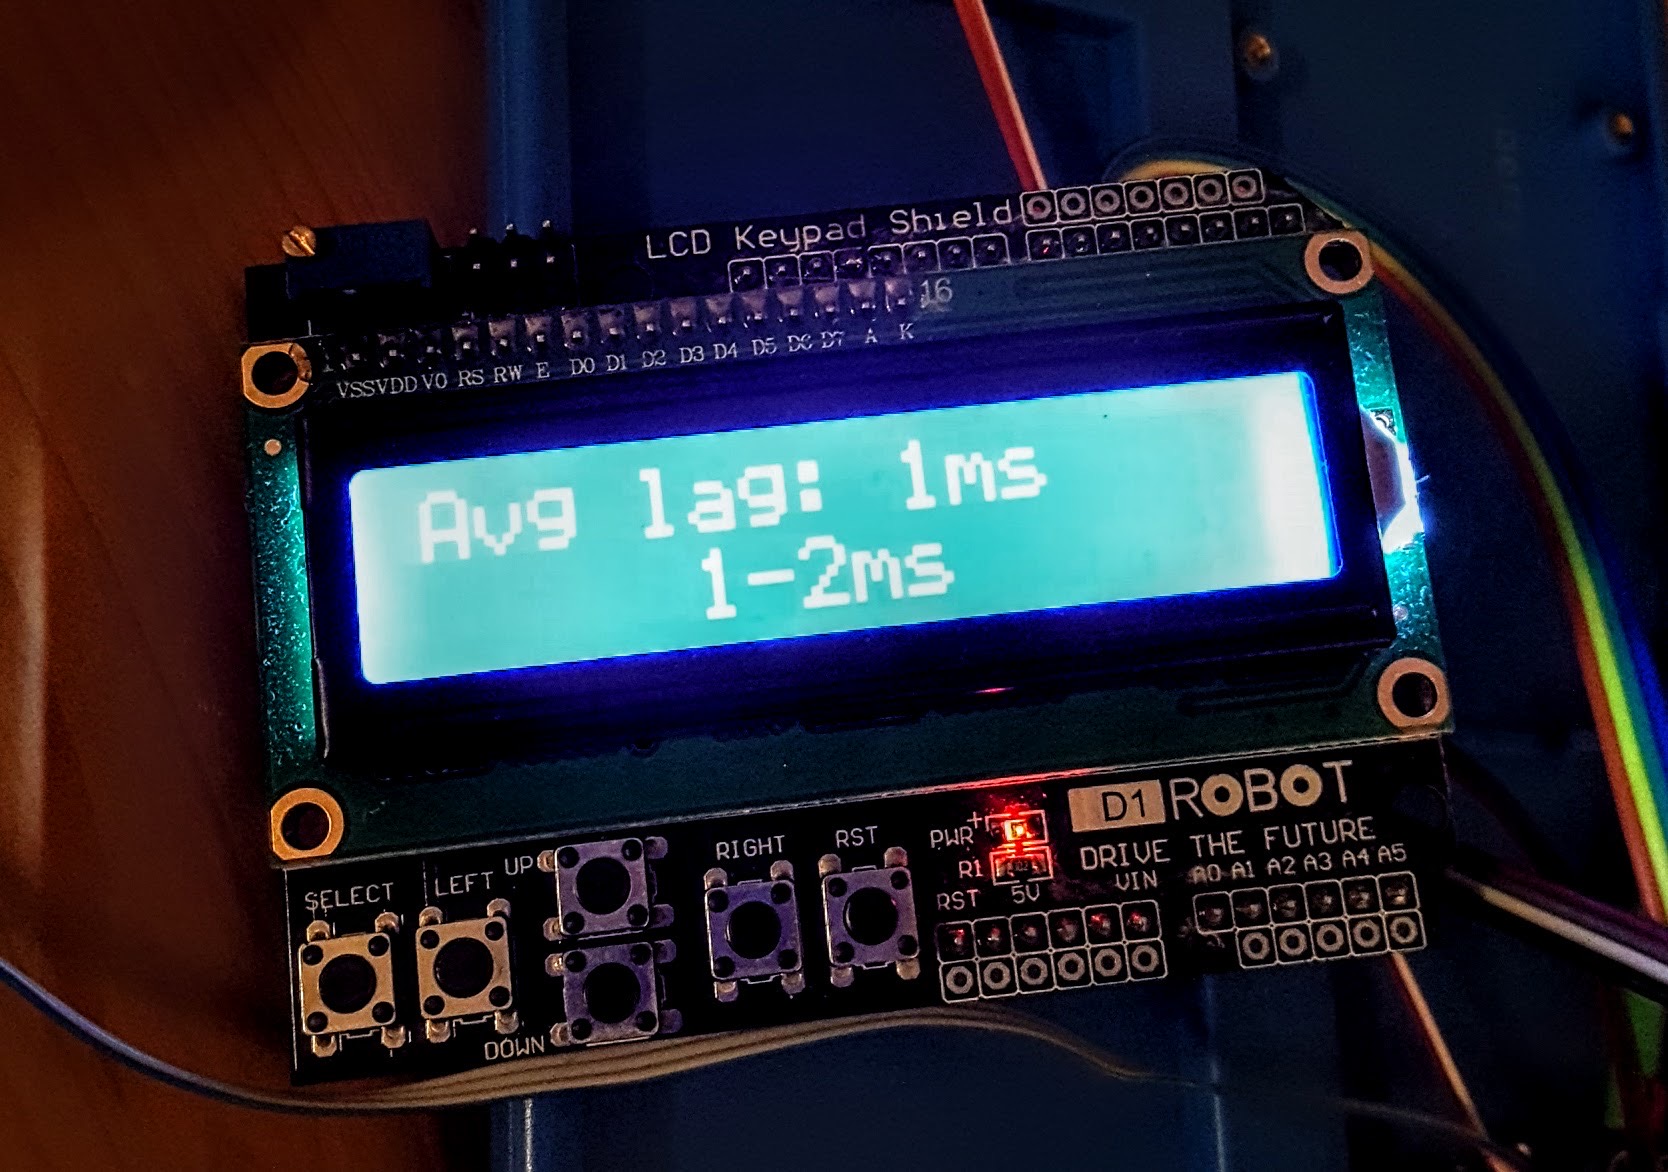 LCD Keypad Shield
1 16
VSS VDD V0 RS RW E D0 D1 D2 D3 D4 D5 D6 D7 A K
Avg lag: 1ms
1-2ms
D1 ROBOT
DRIVE THE FUTURE
SELECT LEFT UP RIGHT RST
DOWN
+
PWR
R1
RST 5V VIN
A0 A1 A2 A3 A4 A5